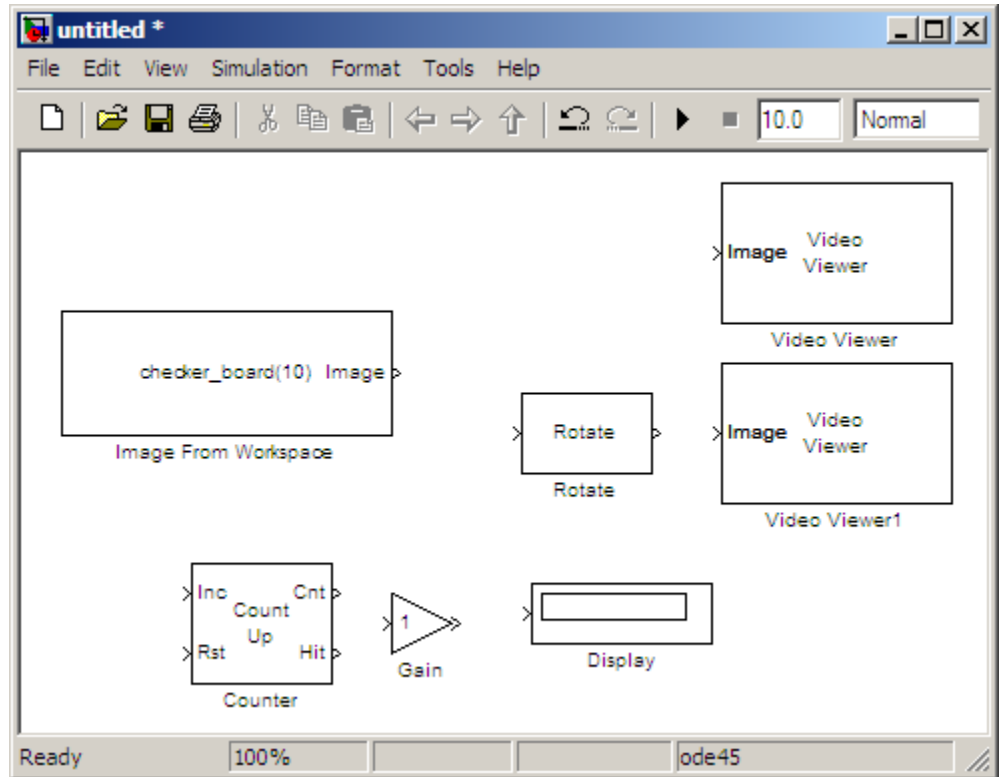 untitled *
File Edit View Simulation Format Tools Help
10.0 Normal
Image Video Viewer
Video Viewer
checker_board(10) Image
Image From Workspace
Rotate
Rotate
Image Video Viewer
Video Viewer1
Inc Cnt
Count
Up
Rst Hit
Counter
1
Gain
Display
Ready 100% ode45